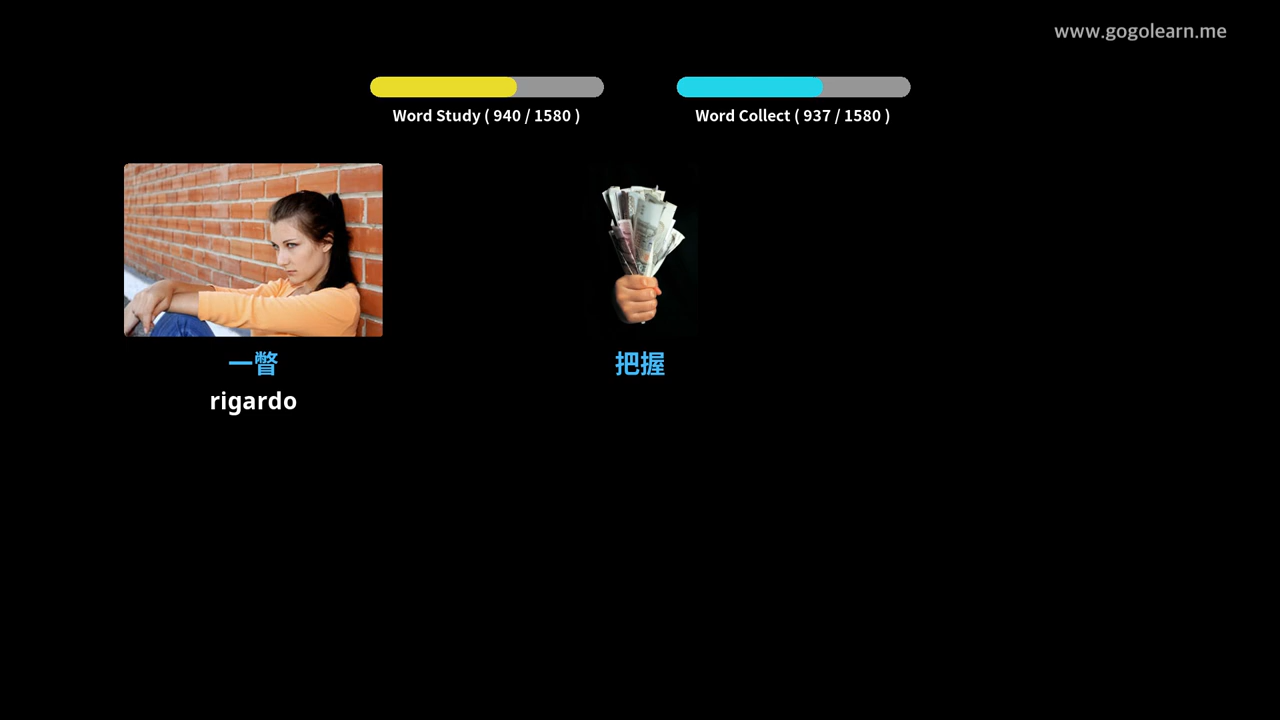 www.gogolearn.me
Word Study ( 940 / 1580 )
Word Collect ( 937 / 1580 )
一瞥
rigardo
把握